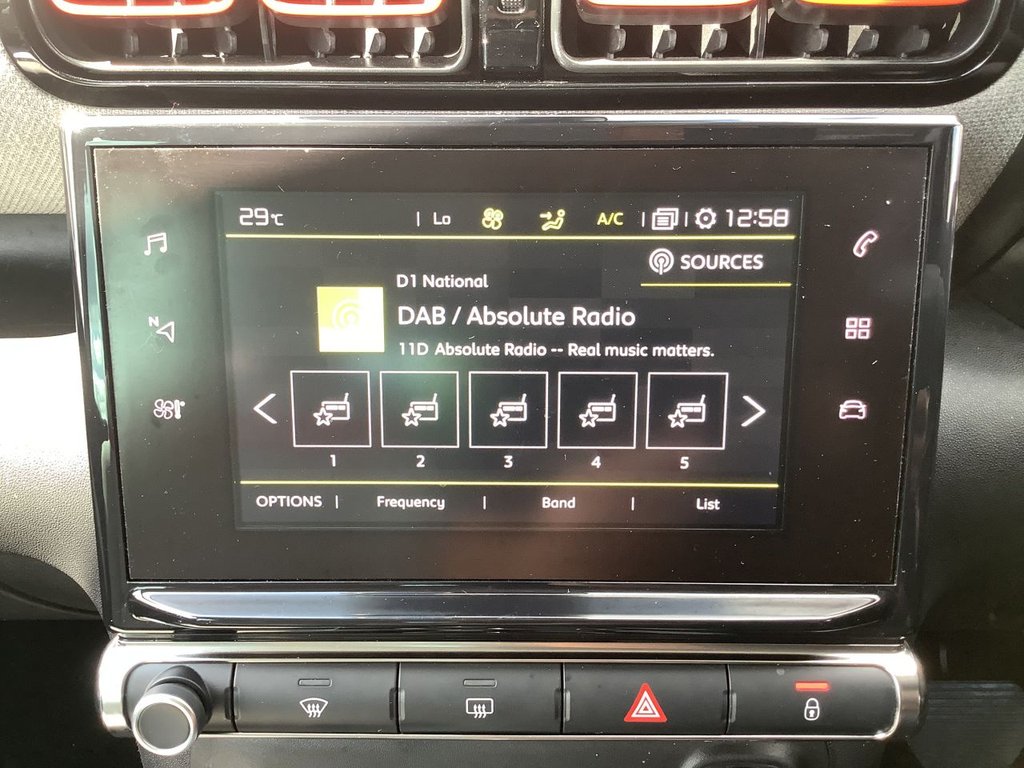 29°C | Lo A/C | | 12:58
SOURCES
D1 National
DAB / Absolute Radio
11D Absolute Radio -- Real music matters.
1 2 3 4 5
OPTIONS | Frequency | Band | List
N